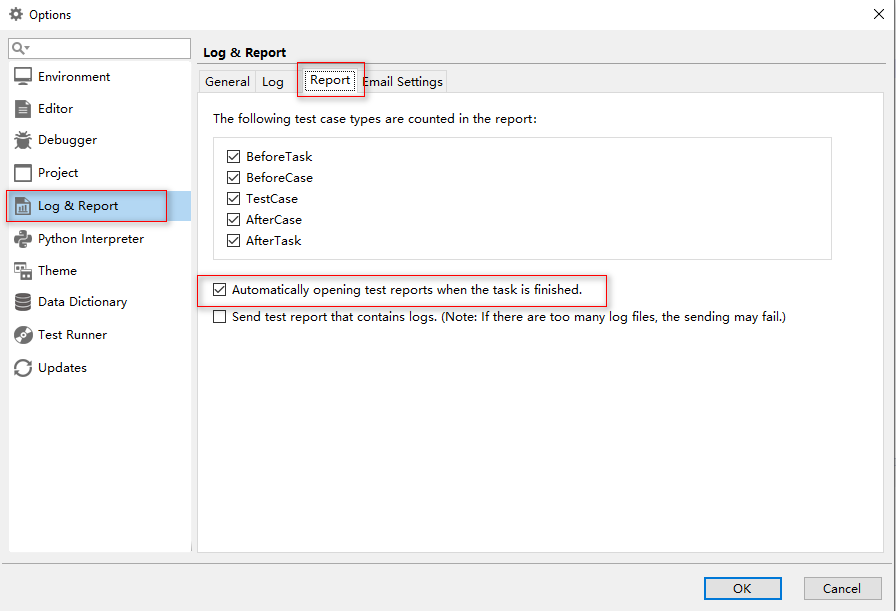 Options
Log & Report
Environment
Editor
Debugger
Project
Log & Report
Python Interpreter
Theme
Data Dictionary
Test Runner
Updates
General Log Report Email Settings
The following test case types are counted in the report:
BeforeTask
BeforeCase
TestCase
AfterCase
AfterTask
Automatically opening test reports when the task is finished.
Send test report that contains logs. (Note: If there are too many log files, the sending may fail.)
OK Cancel